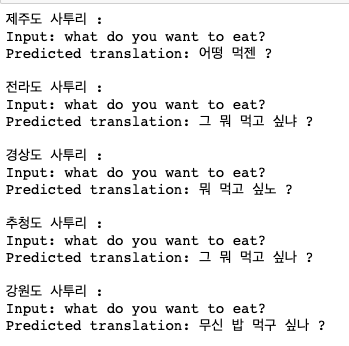 제주도 사투리 :
Input: what do you want to eat?
Predicted translation: 어떵 먹젠 ?
전라도 사투리 :
Input: what do you want to eat?
Predicted translation: 그 뭐 먹고 싶냐 ?
경상도 사투리 :
Input: what do you want to eat?
Predicted translation: 뭐 먹고 싶노 ?
추청도 사투리 :
Input: what do you want to eat?
Predicted translation: 그 뭐 먹고 싶나 ?
강원도 사투리 :
Input: what do you want to eat?
Predicted translation: 무신 밥 먹구 싶나 ?